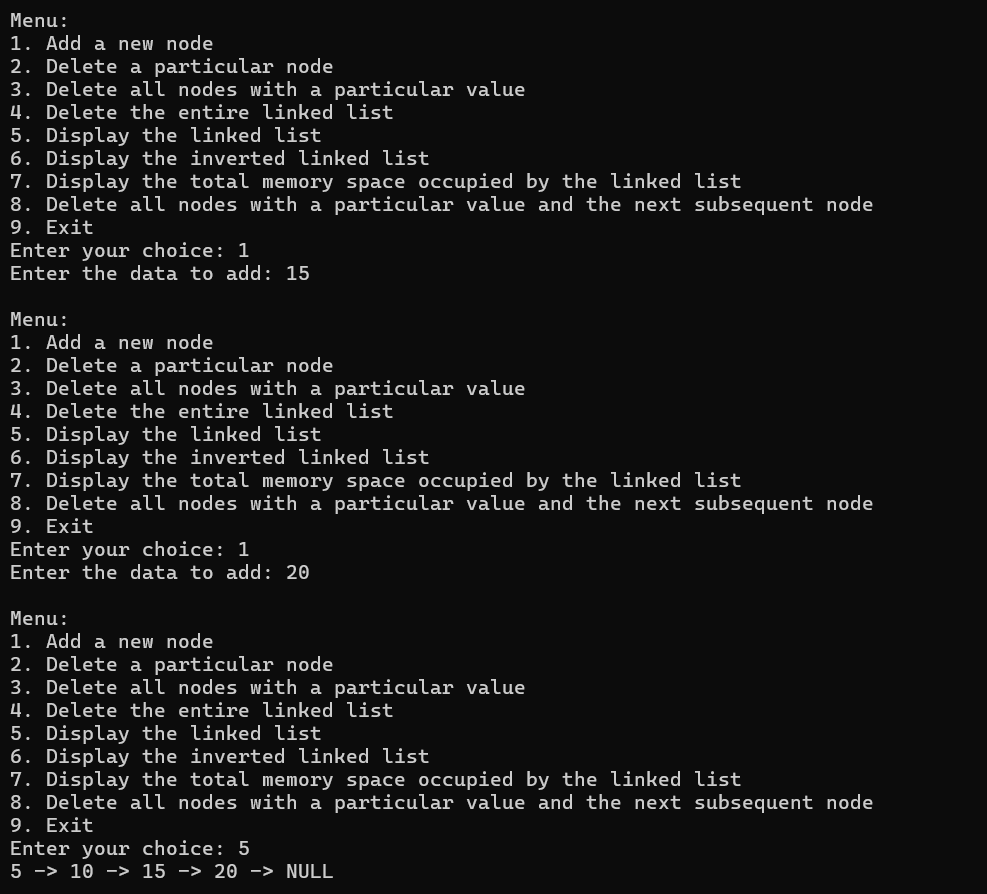 Menu:
1. Add a new node
2. Delete a particular node
3. Delete all nodes with a particular value
4. Delete the entire linked list
5. Display the linked list
6. Display the inverted linked list
7. Display the total memory space occupied by the linked list
8. Delete all nodes with a particular value and the next subsequent node
9. Exit
Enter your choice: 1
Enter the data to add: 15

Menu:
1. Add a new node
2. Delete a particular node
3. Delete all nodes with a particular value
4. Delete the entire linked list
5. Display the linked list
6. Display the inverted linked list
7. Display the total memory space occupied by the linked list
8. Delete all nodes with a particular value and the next subsequent node
9. Exit
Enter your choice: 1
Enter the data to add: 20

Menu:
1. Add a new node
2. Delete a particular node
3. Delete all nodes with a particular value
4. Delete the entire linked list
5. Display the linked list
6. Display the inverted linked list
7. Display the total memory space occupied by the linked list
8. Delete all nodes with a particular value and the next subsequent node
9. Exit
Enter your choice: 5
5 -> 10 -> 15 -> 20 -> NULL